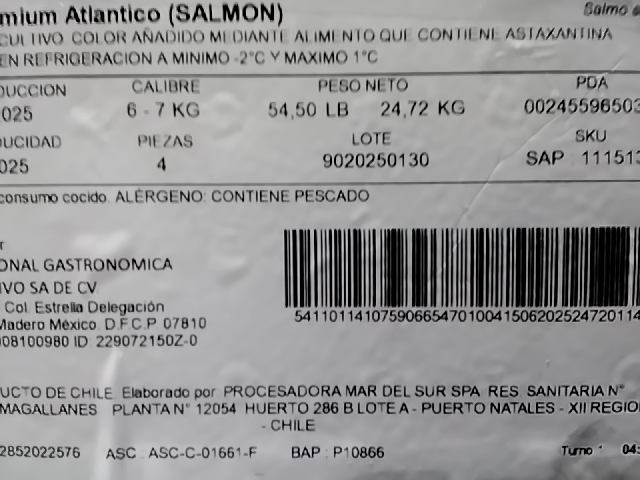 mium Atlantico (SALMON) Salmo s
CULTIVO COLOR AÑADIDO MEDIANTE ALIMENTO QUE CONTIENE ASTAXANTINA
EN REFRIGERACION A MINIMO -2°C Y MAXIMO 1°C
DUCCION CALIBRE PESO NETO PDA
025 6 - 7 KG 54,50 LB 24,72 KG 00245596503
DUCIDAD PIEZAS LOTE SKU
025 4 9020250130 SAP 111513
consumo cocido. ALÉRGENO: CONTIENE PESCADO
r
ONAL GASTRONOMICA
IVO SA DE CV
Col. Estrella Delegación
Madero México. D.F.C.P 07810
008100980 ID: 229072150Z-0
54110114107590665470100415062025247201 14
UCTO DE CHILE. Elaborado por PROCESADORA MAR DEL SUR SPA. RES. SANITARIA N°
MAGALLANES PLANTA N° 12054 HUERTO 286 B LOTE A - PUERTO NATALES - XII REGIO
- CHILE
2852022576 ASC : ASC-C-01661-F BAP : P10866 Turno 1 04: